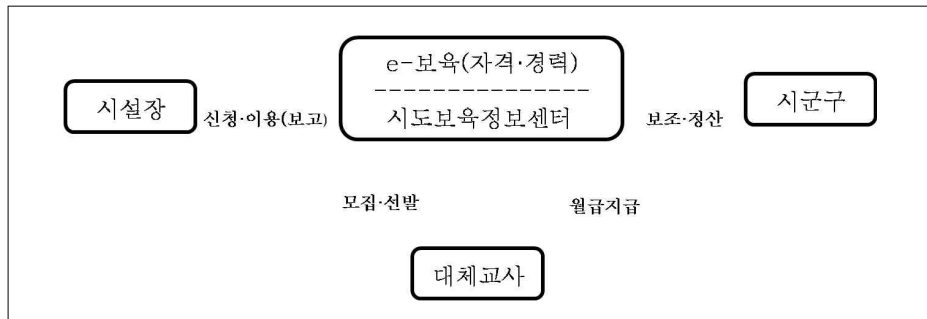 e-보육(자격·경력)
---------------
시설장 신청·이용(보고) 시도보육정보센터 보조·정산 시군구
모집·선발 월급지급
대체교사